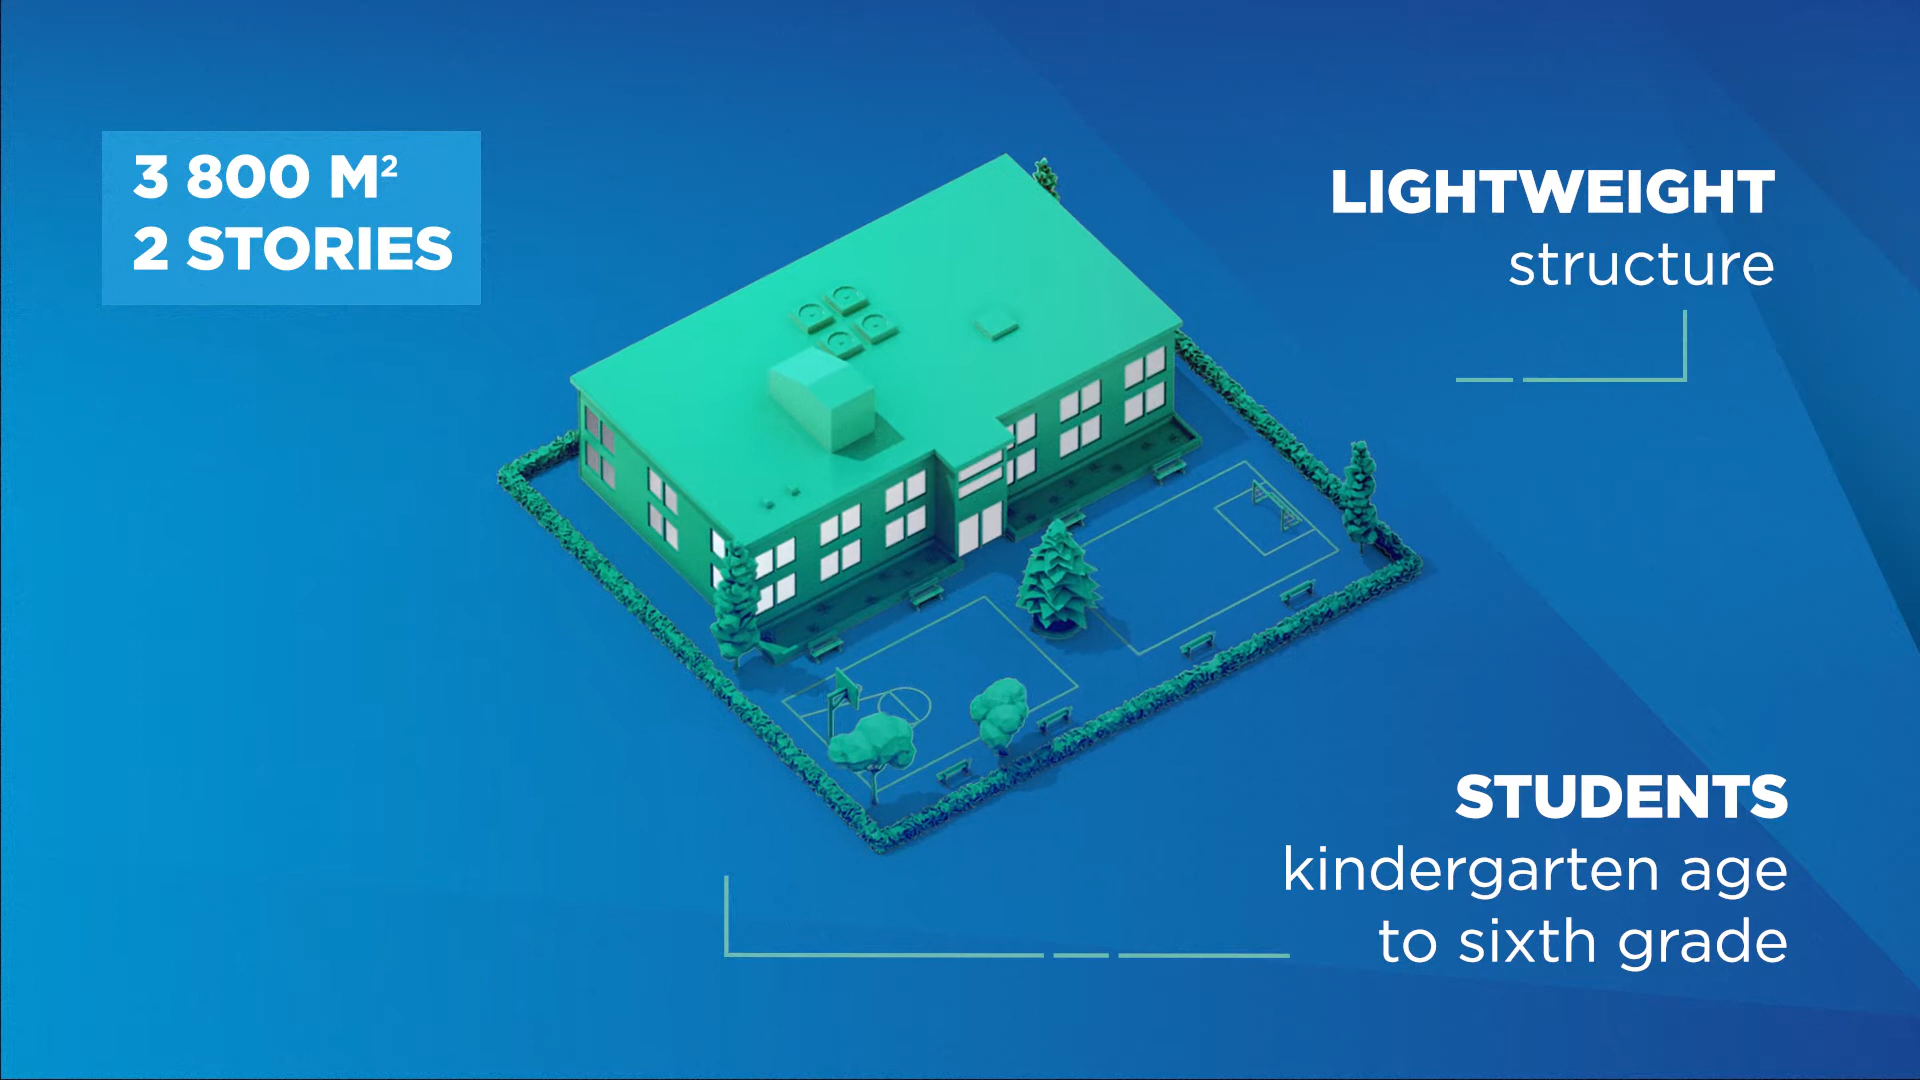 3 800 M²
2 STORIES
LIGHTWEIGHT
structure
STUDENTS
kindergarten age
to sixth grade